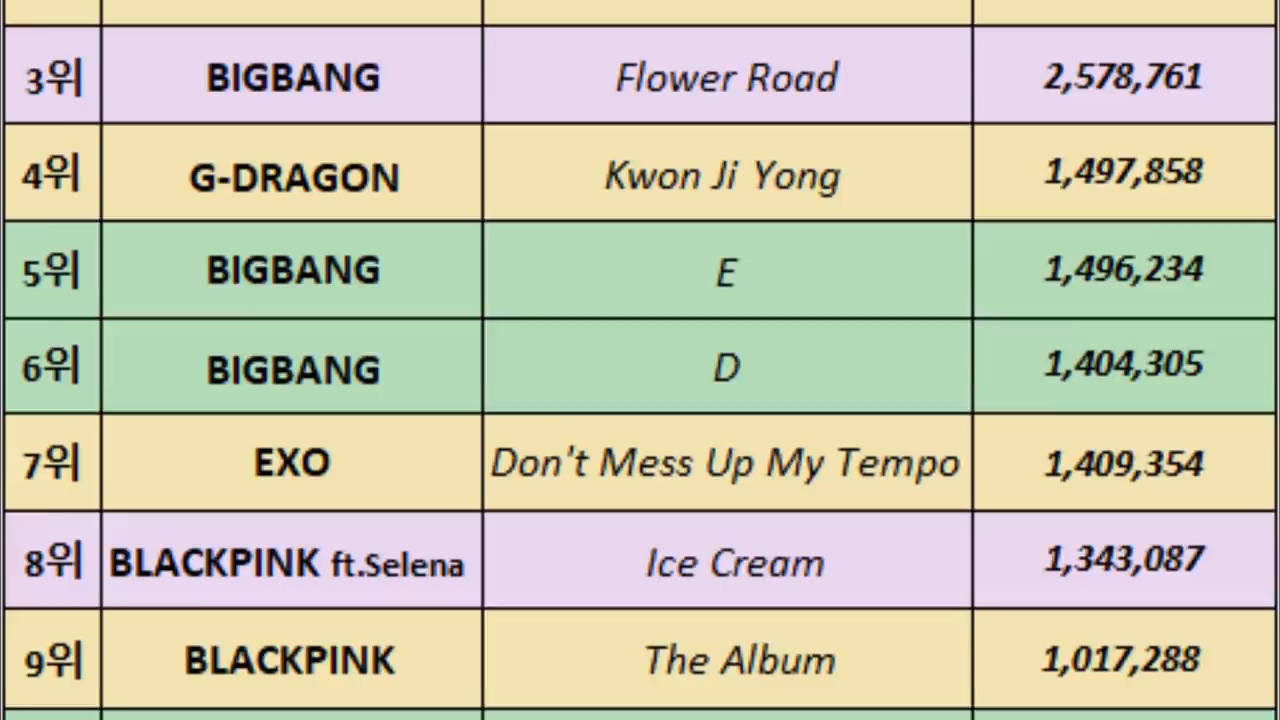 3위 BIGBANG Flower Road 2,578,761
4위 G-DRAGON Kwon Ji Yong 1,497,858
5위 BIGBANG E 1,496,234
6위 BIGBANG D 1,404,305
7위 EXO Don't Mess Up My Tempo 1,409,354
8위 BLACKPINK ft.Selena Ice Cream 1,343,087
9위 BLACKPINK The Album 1,017,288